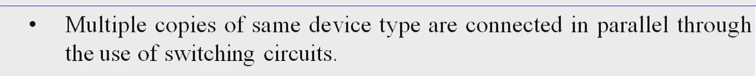 • Multiple copies of same device type are connected in parallel through
the use of switching circuits.